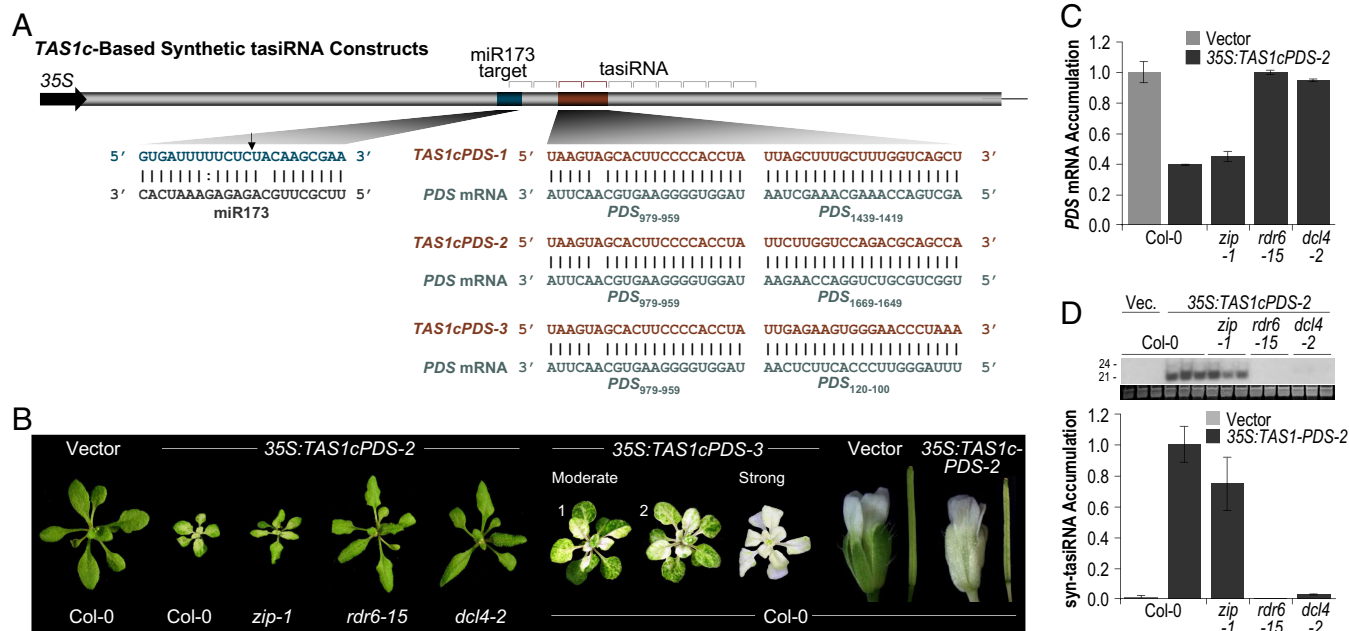 A
TAS1c-Based Synthetic tasiRNA Constructs
35S
miR173
target
tasiRNA
5′ GUGAUUUUUCUCUACAAGCGAA 3′
3′ CACUAAAGAGAGACGUUCGCUU 5′
miR173
TAS1cPDS-1 5′ UAAGUAGCACUUCCCCACCUA UUAGCUUUGCUUUGGUCAGCU 3′
PDS mRNA 3′ AUUCAACGUGAAGGGGUGGAU AAUCGAAACGAAACCAGUCGA 5′
PDS979-959 PDS1439-1419
TAS1cPDS-2 5′ UAAGUAGCACUUCCCCACCUA UUCUUGGUCCAGACGCAGCCA 3′
PDS mRNA 3′ AUUCAACGUGAAGGGGUGGAU AAGAACCAGGUCUGCGUCGGU 5′
PDS979-959 PDS1669-1649
TAS1cPDS-3 5′ UAAGUAGCACUUCCCCACCUA UUGAGAAGUGGGAACCCUAAA 3′
PDS mRNA 3′ AUUCAACGUGAAGGGGUGGAU AACUCUUCACCCUUGGGAUUU 5′
PDS979-959 PDS120-100
B
Vector 35S:TAS1cPDS-2 35S:TAS1cPDS-3 Vector 35S:TAS1c-
PDS-2
Moderate Strong
1 2
Col-0 Col-0 zip-1 rdr6-15 dcl4-2 Col-0
C
Vector
35S:TAS1cPDS-2
PDS mRNA Accumulation
1.2
1.0
0.8
0.6
0.4
0.2
0.0
Col-0 zip rdr6 dcl4
-1 -15 -2
D
Vec. 35S:TAS1cPDS-2
zip rdr6 dcl4
Col-0 -1 -15 -2
24 -
21 -
Vector
35S:TAS1-PDS-2
syn-tasiRNA Accumulation
1.2
1.0
0.8
0.6
0.4
0.2
0.0
Col-0 zip rdr6 dcl4
-1 -15 -2